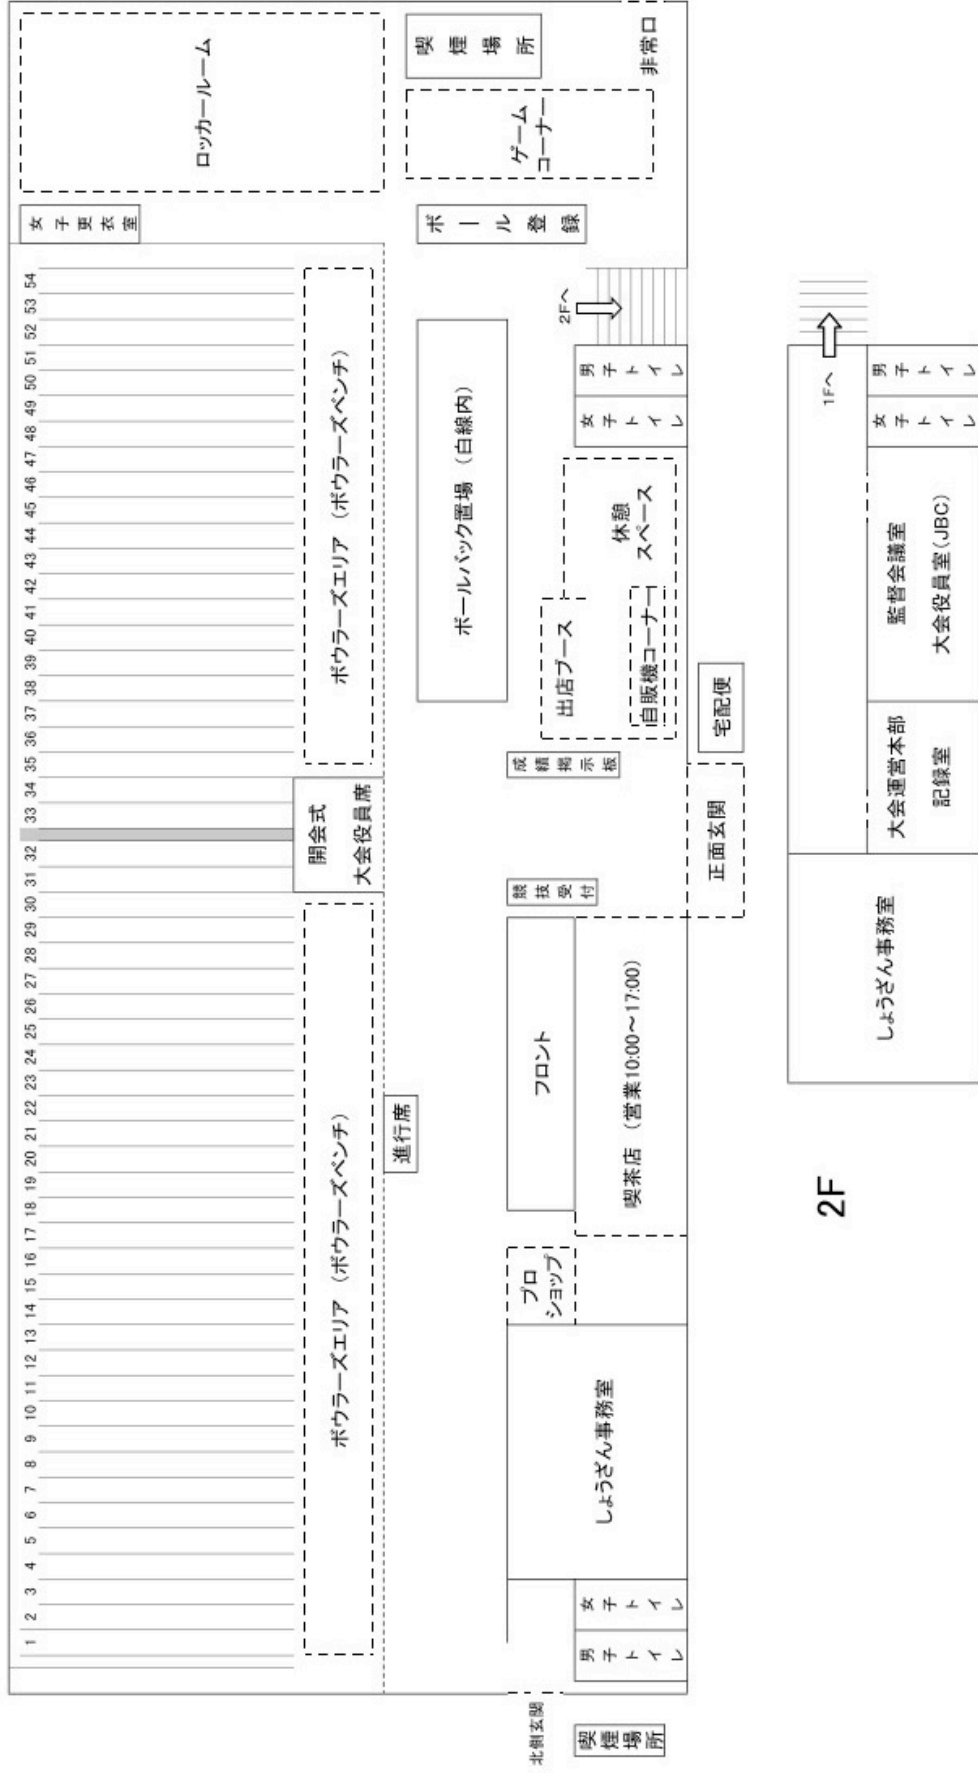 1 2 3 4 5 6 7 8 9 10 11 12 13 14 15 16 17 18 19 20 21 22 23 24 25 26 27 28 29 30 31 32 33 34 35 36 37 38 39 40 41 42 43 44 45 46 47 48 49 50 51 52 53 54
女子更衣室
ロッカールーム
ボウラーズエリア (ボウラーズベンチ)
開会式
大会役員席
ボウラーズエリア (ボウラーズベンチ)
進行席
ボールバック置場 (白線内)
ボール登録
ゲーム
コーナー
喫煙場所
非常口
北側玄関
喫煙場所
男子トイレ
女子トイレ
しょうざん事務室
プロ
ショップ
フロント
喫茶店 (営業10:00～17:00)
競技受付
正面玄関
成績掲示板
出店ブース
自販機コーナー
休憩
スペース
宅配便
女子トイレ
男子トイレ
2Fへ
2F
しょうざん事務室
大会運営本部
記録室
監督会議室
大会役員室(JBC)
女子トイレ
男子トイレ
1Fへ